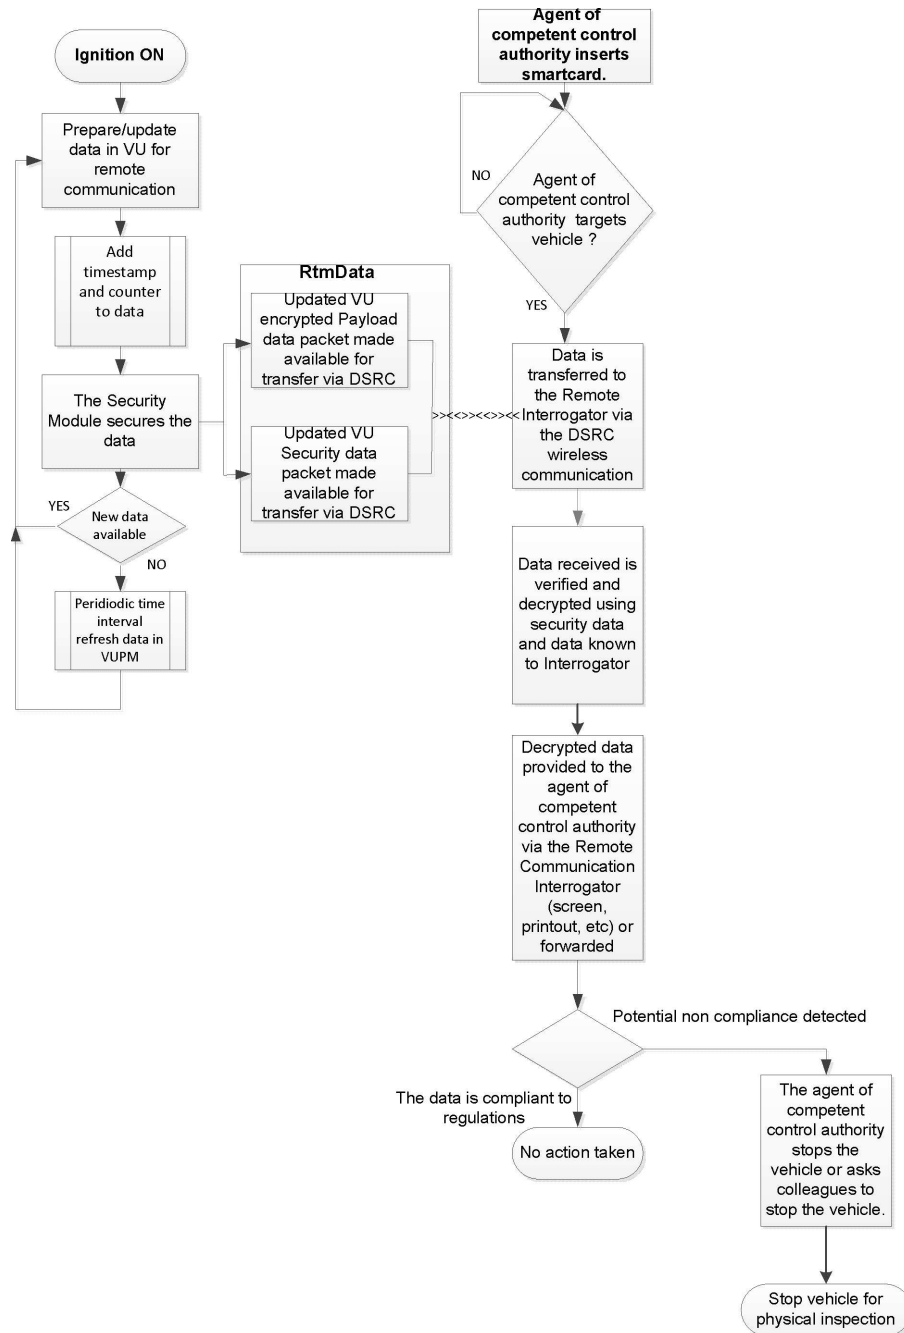 Ignition ON
Prepare/update
data in VU for
remote
communication
Add
timestamp
and counter
to data
The Security
Module secures the
data
YES
New data
available
NO
Peridiodic time
interval
refresh data in
VUPM
RtmData
Updated VU
encrypted Payload
data packet made
available for
transfer via DSRC
Updated VU
Security data
packet made
available for
transfer via DSRC
>><<>><<>>><<
Agent of
competent control
authority inserts
smartcard.
NO
Agent of
competent control
authority targets
vehicle ?
YES
Data is
transferred to
the Remote
Interrogator via
the DSRC
wireless
communication
Data received is
verified and
decrypted using
security data
and data known
to Interrogator
Decrypted data
provided to the
agent of
competent
control authority
via the Remote
Communication
Interrogator
(screen,
printout, etc) or
forwarded
Potential non compliance detected
The data is compliant to
regulations
No action taken
The agent of
competent
control authority
stops the
vehicle or asks
colleagues to
stop the vehicle.
Stop vehicle for
physical inspection